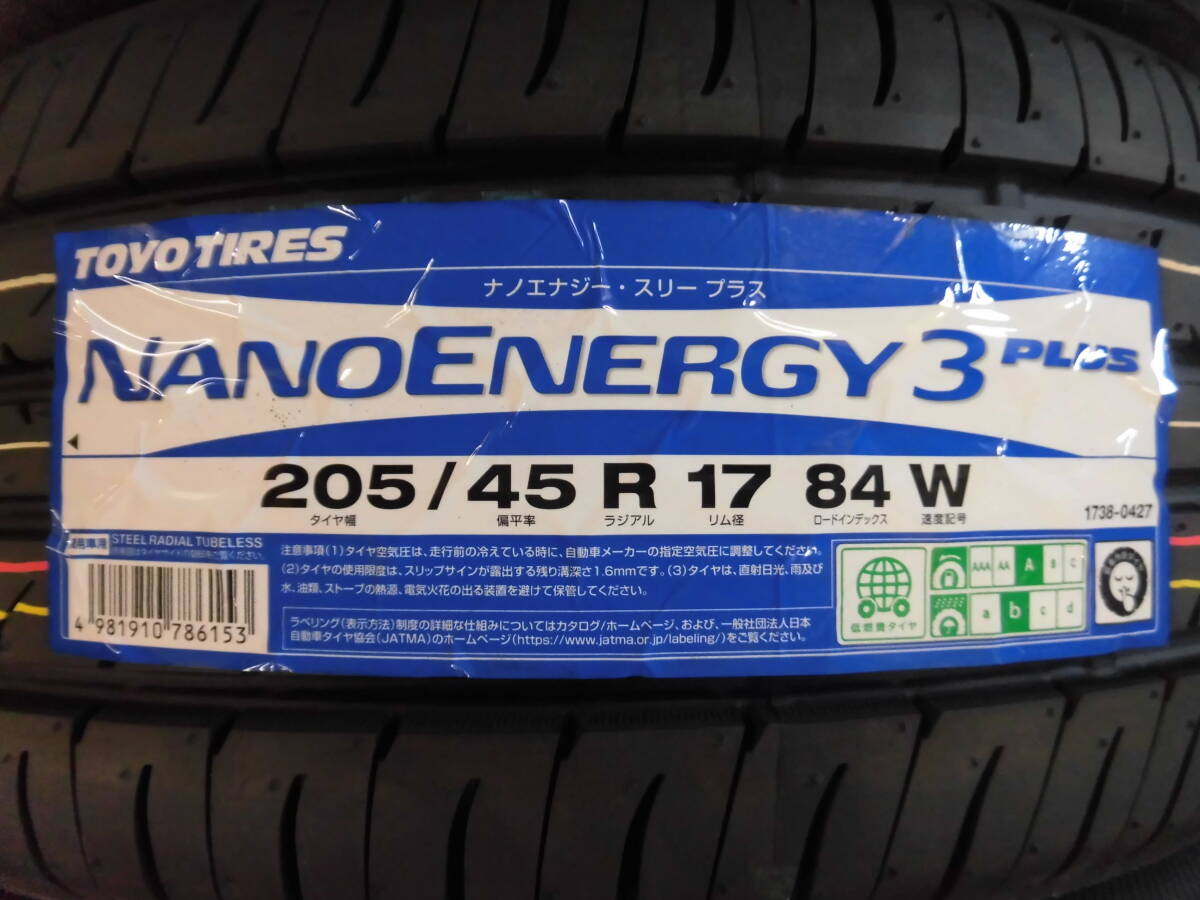 TOYO TIRES
ナノエナジー・スリー プラス
NANOENERGY 3 PLUS
205 / 45 R 17 84 W
タイヤ幅 偏平率 ラジアル リム径 ロードインデックス 速度記号
1738-0427
STEEL RADIAL TUBELESS
4 981910 786153
注意事項(1)タイヤ空気圧は、走行前の冷えている時に、自動車メーカーの指定空気圧に調整してください。
(2)タイヤの使用限度は、スリップサインが露出する残り溝深さ1.6mmです。(3)タイヤは、直射日光、雨及び
水、油類、ストーブの熱源、電気火花の出る装置を避けて保管してください。
ラベリング(表示方法)制度の詳細な仕組みについてはカタログ/ホームページ、および、一般社団法人日本
自動車タイヤ協会(JATMA)のホームページ(https://www.jatma.or.jp/labeling/)をご覧ください。
低燃費タイヤ
AAA AA A B C
a b c d